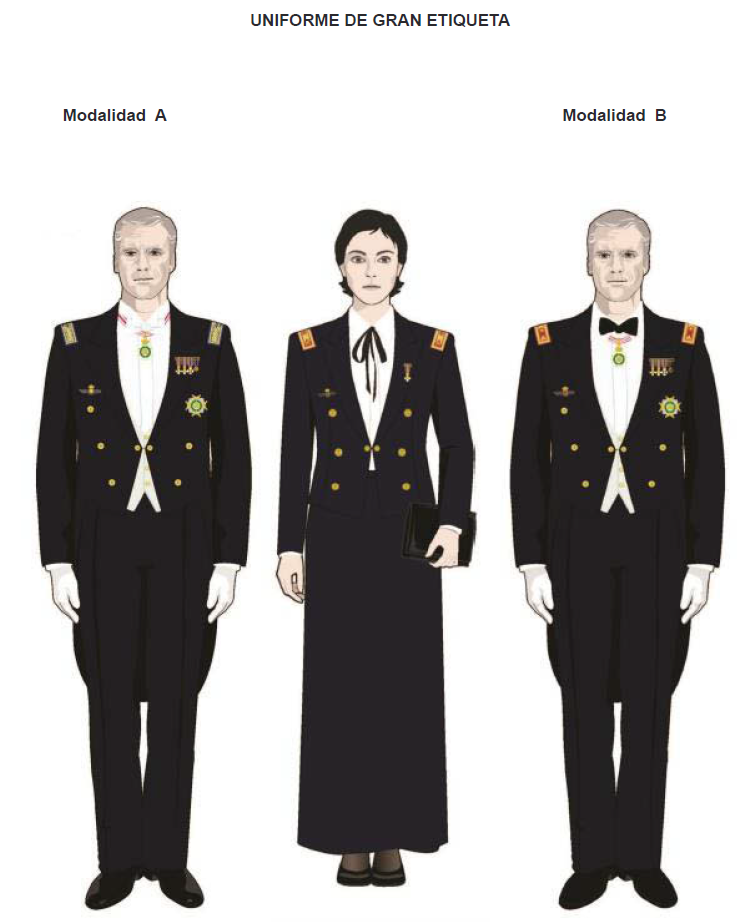 UNIFORME DE GRAN ETIQUETA
Modalidad A
Modalidad B